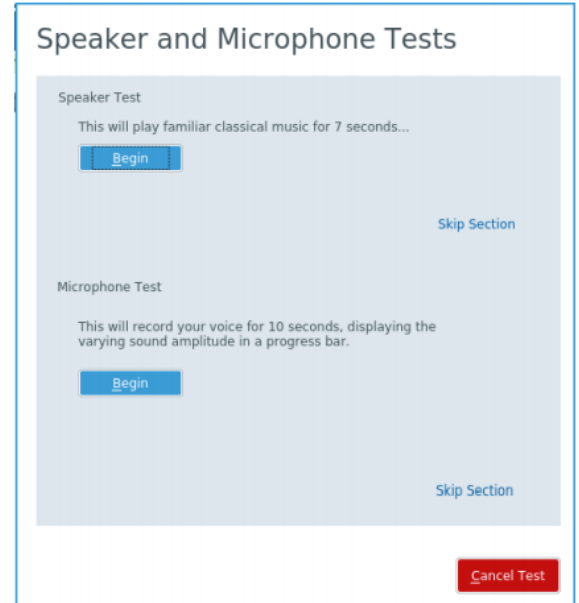 Speaker and Microphone Tests
Speaker Test
This will play familiar classical music for 7 seconds...
Begin
Skip Section
Microphone Test
This will record your voice for 10 seconds, displaying the
varying sound amplitude in a progress bar.
Begin
Skip Section
Cancel Test